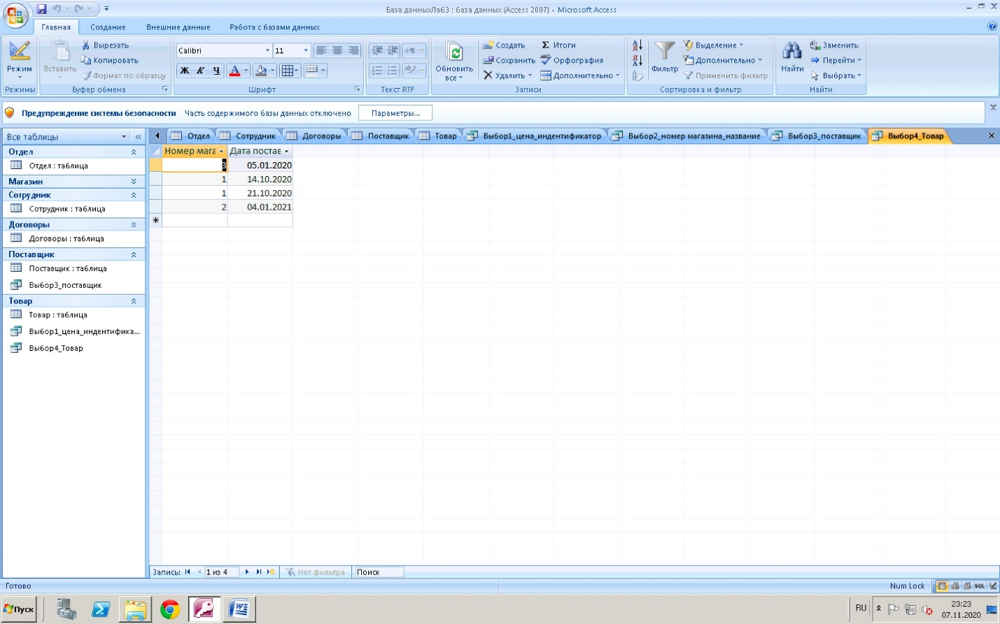 База данныхЛаб3 : база данных (Access 2007) - Microsoft Access
Главная Создание Внешние данные Работа с базами данных
Режим
Режимы
Вставить
Вырезать
Копировать
Формат по образцу
Буфер обмена
Calibri 11
Ж К Ч А
Шрифт
Текст RTF
Обновить все
Создать
Сохранить
Удалить
Итоги
Орфография
Дополнительно
Записи
Фильтр
Выделение
Дополнительно
Применить фильтр
Сортировка и фильтр
Найти
Заменить
Перейти
Выбрать
Найти
Предупреждение системы безопасности Часть содержимого базы данных отключено Параметры...
Все таблицы
Отдел
Отдел : таблица
Магазин
Сотрудник
Сотрудник : таблица
Договоры
Договоры : таблица
Поставщик
Поставщик : таблица
Выбор3_поставщик
Товар
Товар : таблица
Выбор1_цена_индентифика...
Выбор4_Товар
Отдел Сотрудник Договоры Поставщик Товар Выбор1_цена_индентификатор Выбор2_номер магазина_название Выбор3_поставщик Выбор4_Товар
Номер мага Дата постав
3 05.01.2020
1 14.10.2020
1 21.10.2020
2 04.01.2021
Запись: 1 из 4 Нет фильтра Поиск
Готово Num Lock SQL
Пуск RU 23:23
07.11.2020